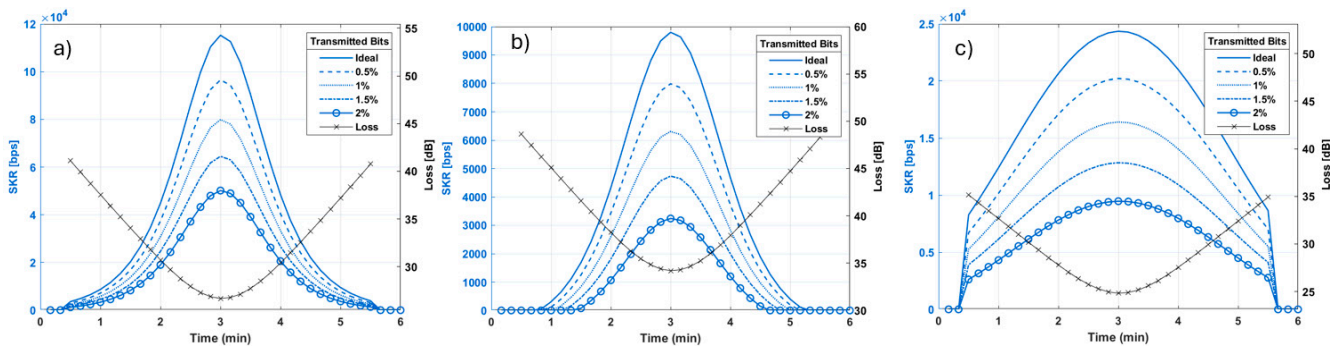 a)
×10⁴
12
10
8
6
4
2
0
SKR [bps]
55
50
45
40
35
30
Loss [dB]
0 1 2 3 4 5 6
Time (min)
Transmitted Bits
Ideal
0.5%
1%
1.5%
2%
Loss
b)
10000
9000
8000
7000
6000
5000
4000
3000
2000
1000
0
SKR [bps]
60
55
50
45
40
35
30
Loss [dB]
0 1 2 3 4 5 6
Time (min)
Transmitted Bits
Ideal
0.5%
1%
1.5%
2%
Loss
c)
×10⁴
2.5
2
1.5
1
0.5
0
SKR [bps]
50
45
40
35
30
25
Loss [dB]
0 1 2 3 4 5 6
Time (min)
Transmitted Bits
Ideal
0.5%
1%
1.5%
2%
Loss